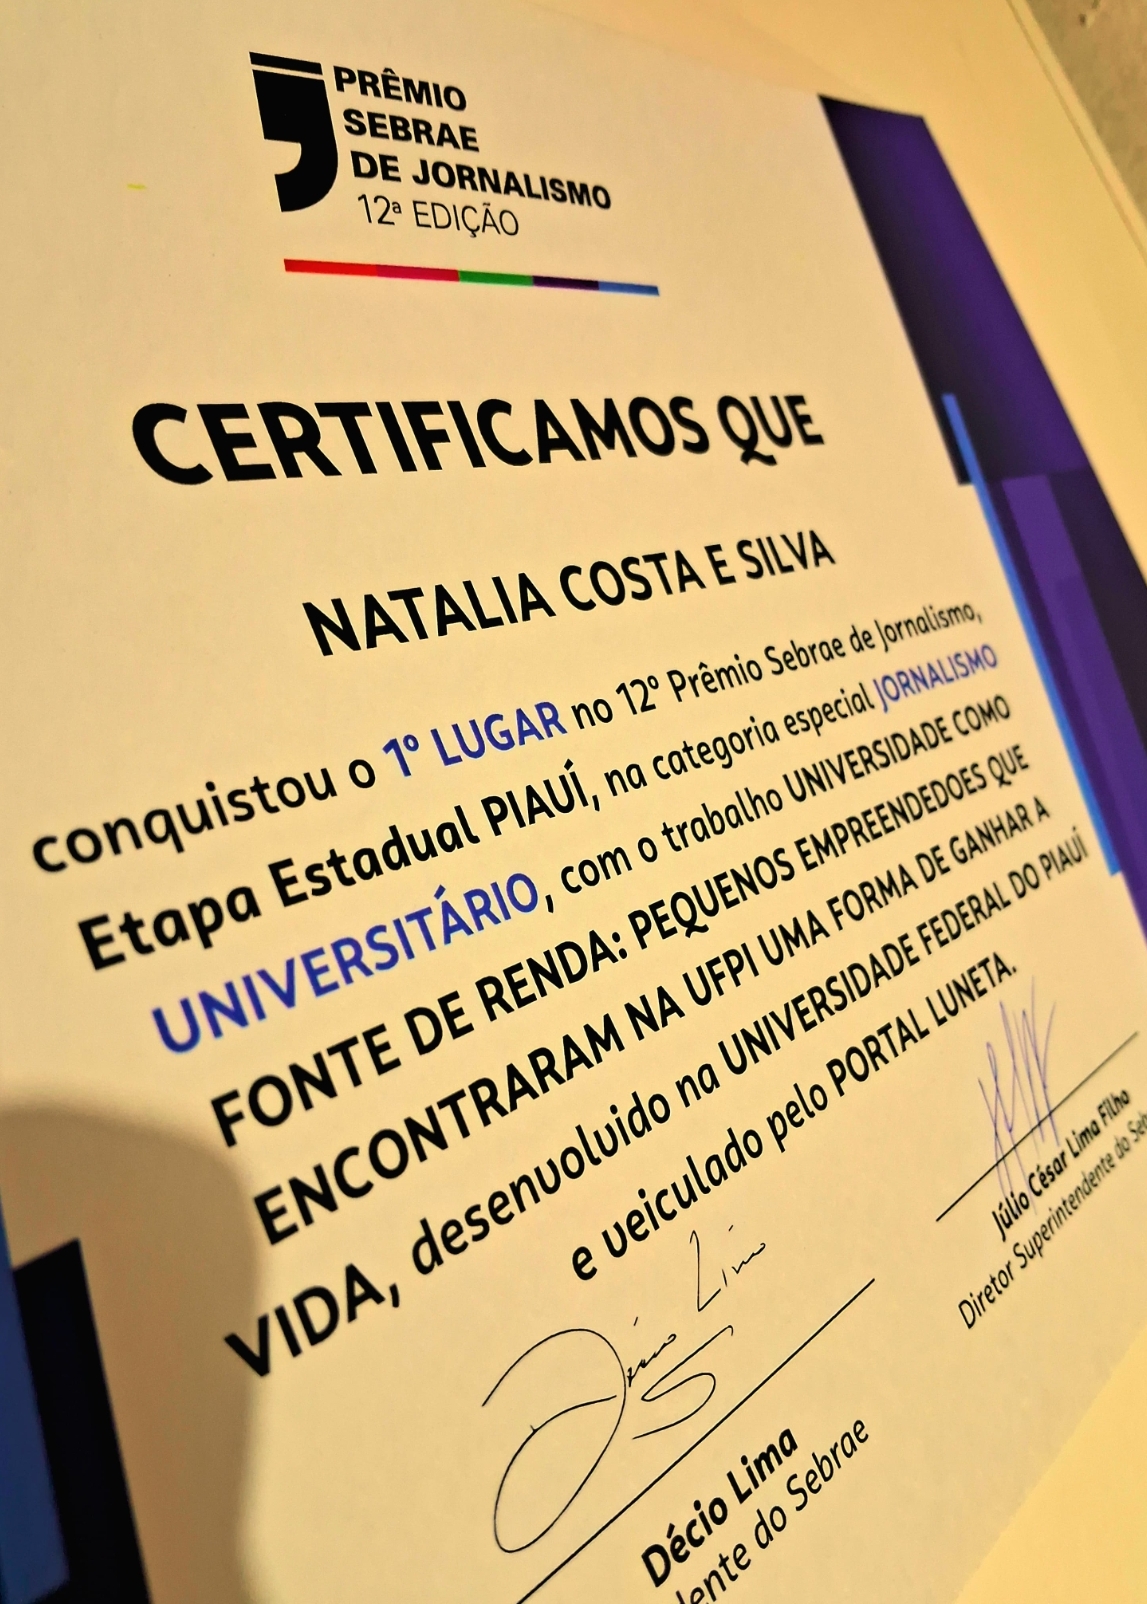 PRÊMIO
SEBRAE
DE JORNALISMO
12ª EDIÇÃO
CERTIFICAMOS QUE
NATALIA COSTA E SILVA
conquistou o 1º LUGAR no 12º Prêmio Sebrae de Jornalismo,
Etapa Estadual PIAUÍ, na categoria especial JORNALISMO
UNIVERSITÁRIO, com o trabalho UNIVERSIDADE COMO
FONTE DE RENDA: PEQUENOS EMPREENDEDOES QUE
ENCONTRARAM NA UFPI UMA FORMA DE GANHAR A
VIDA, desenvolvido na UNIVERSIDADE FEDERAL DO PIAUÍ
e veiculado pelo PORTAL LUNETA.
Júlio César Lima Filho
Diretor Superintendente do Seb
Décio Lima
Décio Lima
dente do Sebrae